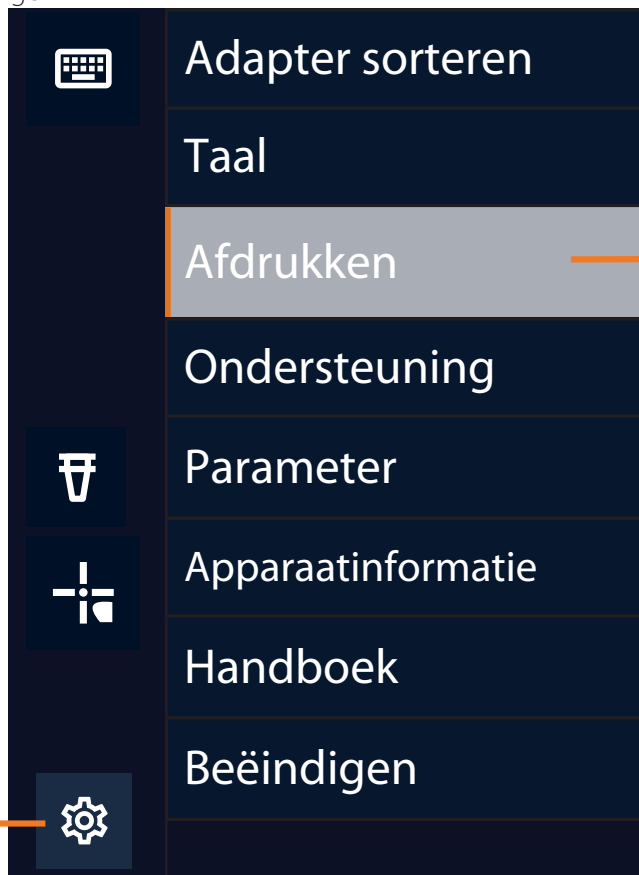 Adapter sorteren
Taal
Afdrukken
Ondersteuning
Parameter
Apparaatinformatie
Handboek
Beëindigen